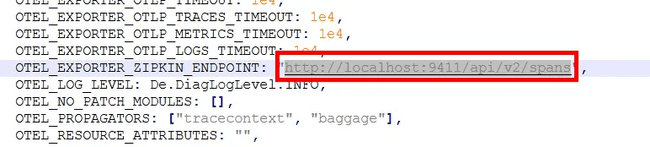 OTEL_EXPORTER_OTLP_TIMEOUT: 1e4,
OTEL_EXPORTER_OTLP_TRACES_TIMEOUT: 1e4,
OTEL_EXPORTER_OTLP_METRICS_TIMEOUT: 1e4,
OTEL_EXPORTER_OTLP_LOGS_TIMEOUT: 1e4,
OTEL_EXPORTER_ZIPKIN_ENDPOINT: "http://localhost:9411/api/v2/spans",
OTEL_LOG_LEVEL: De.DiagLogLevel.INFO,
OTEL_NO_PATCH_MODULES: [],
OTEL_PROPAGATORS: ["tracecontext", "baggage"],
OTEL_RESOURCE_ATTRIBUTES: "",